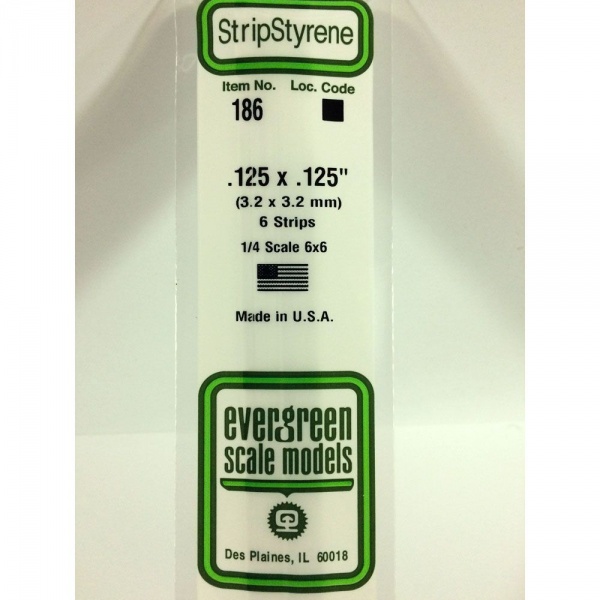 StripStyrene
Item No. Loc. Code
186
.125 x .125"
(3.2 x 3.2 mm)
6 Strips
1/4 Scale 6x6
Made in U.S.A.
evergreen
scale models
Des Plaines, IL 60018